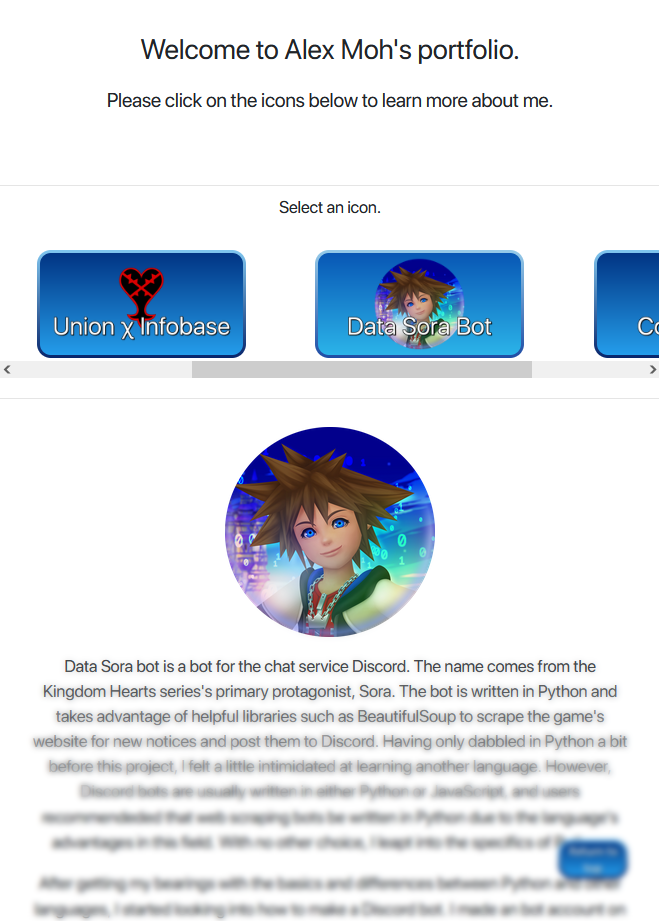 Welcome to Alex Moh's portfolio.
Please click on the icons below to learn more about me.
Select an icon.
Union χ Infobase
Data Sora Bot
Co
Data Sora bot is a bot for the chat service Discord. The name comes from the
Kingdom Hearts series's primary protagonist, Sora. The bot is written in Python and
takes advantage of helpful libraries such as BeautifulSoup to scrape the game's
website for new notices and post them to Discord. Having only dabbled in Python a bit
before this project, I felt a little intimidated at learning another language. However,
Discord bots are usually written in either Python or JavaScript, and users
recommendeded that web scraping bots be written in Python due to the language's
advantages in this field. With no other choice, I leapt into the specifics of
After getting my bearings with the basics and differences between Python and other
languages, I started looking into how to make a Discord bot. I made an bot account on